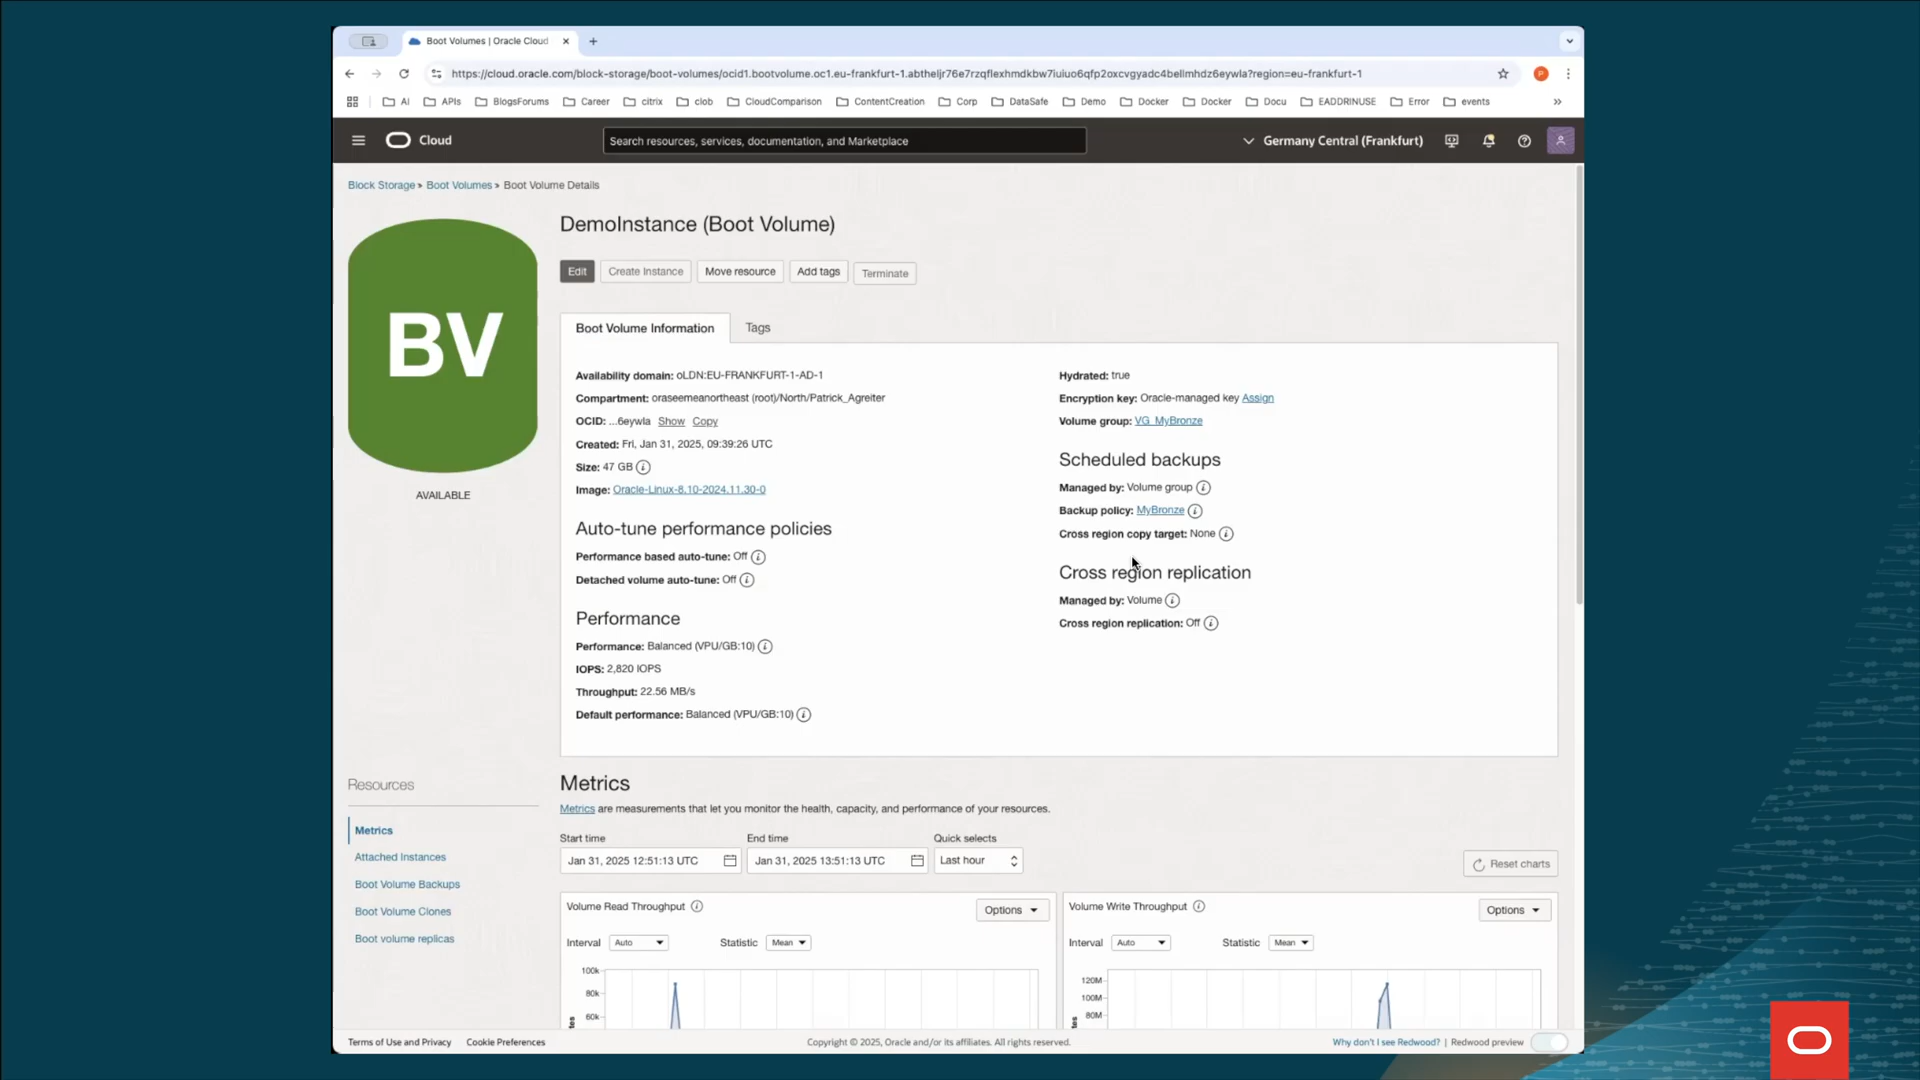 Boot Volumes | Oracle Cloud
https://cloud.oracle.com/block-storage/boot-volumes/ocid1.bootvolume.oc1.eu-frankfurt-1.abtheljr76e7rzqflexhmdkbw7iuiuo6qfp2oxcvgyadc4bellmhdz6eywla?region=eu-frankfurt-1
P
AI APIs BlogsForums Career citrix clob CloudComparison ContentCreation Corp DataSafe Demo Docker Docker Docu EADDRINUSE Error events
Cloud
Search resources, services, documentation, and Marketplace
Germany Central (Frankfurt)
Block Storage » Boot Volumes » Boot Volume Details
BV
AVAILABLE
DemoInstance (Boot Volume)
Edit Create Instance Move resource Add tags Terminate
Boot Volume Information Tags
Availability domain: oLDN:EU-FRANKFURT-1-AD-1
Compartment: oraseemeanortheast (root)/North/Patrick_Agreiter
OCID: ...6eywla Show Copy
Created: Fri, Jan 31, 2025, 09:39:26 UTC
Size: 47 GB
Image: Oracle-Linux-8.10-2024.11.30-0
Auto-tune performance policies
Performance based auto-tune: Off
Detached volume auto-tune: Off
Performance
Performance: Balanced (VPU/GB:10)
IOPS: 2,820 IOPS
Throughput: 22.56 MB/s
Default performance: Balanced (VPU/GB:10)
Hydrated: true
Encryption key: Oracle-managed key Assign
Volume group: VG_MyBronze
Scheduled backups
Managed by: Volume group
Backup policy: MyBronze
Cross region copy target: None
Cross region replication
Managed by: Volume
Cross region replication: Off
Resources
Metrics
Attached Instances
Boot Volume Backups
Boot Volume Clones
Boot volume replicas
Metrics
Metrics are measurements that let you monitor the health, capacity, and performance of your resources.
Start time End time Quick selects
Jan 31, 2025 12:51:13 UTC Jan 31, 2025 13:51:13 UTC Last hour Reset charts
Volume Read Throughput Options
Interval Auto Statistic Mean
100k
80k
60k
Volume Write Throughput Options
Interval Auto Statistic Mean
120M
100M
80M
Terms of Use and Privacy Cookie Preferences Copyright © 2025, Oracle and/or its affiliates. All rights reserved. Why don't I see Redwood? | Redwood preview